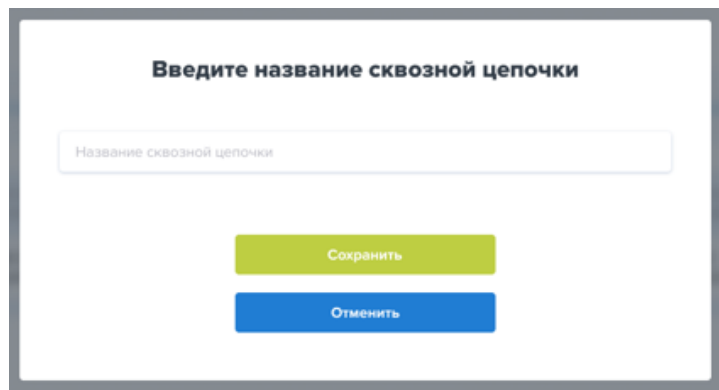 Введите название сквозной цепочки
Название сквозной цепочки
Сохранить
Отменить